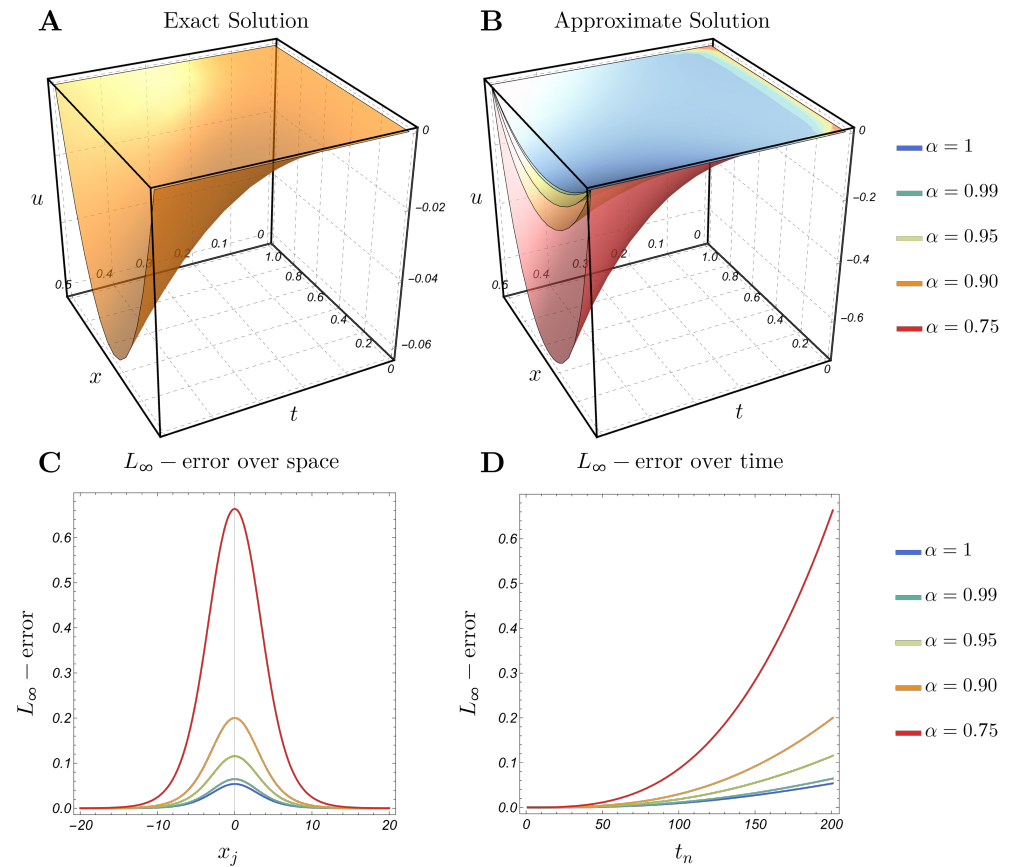 A Exact Solution
u
x
t
0.5
0.4
0.3
0.2
0.1
0
1.0
0.8
0.6
0.4
0.2
0
0
−0.02
−0.04
−0.06
B Approximate Solution
u
x
t
0.5
0.4
0.3
0.2
0.1
0
1.0
0.8
0.6
0.4
0.2
0
0
−0.2
−0.4
−0.6
α = 1
α = 0.99
α = 0.95
α = 0.90
α = 0.75
C L∞ − error over space
L∞ − error
0.6
0.5
0.4
0.3
0.2
0.1
0.0
−20 −10 0 10 20
x_j
D L∞ − error over time
L∞ − error
0.6
0.5
0.4
0.3
0.2
0.1
0.0
0 50 100 150 200
t_n
α = 1
α = 0.99
α = 0.95
α = 0.90
α = 0.75